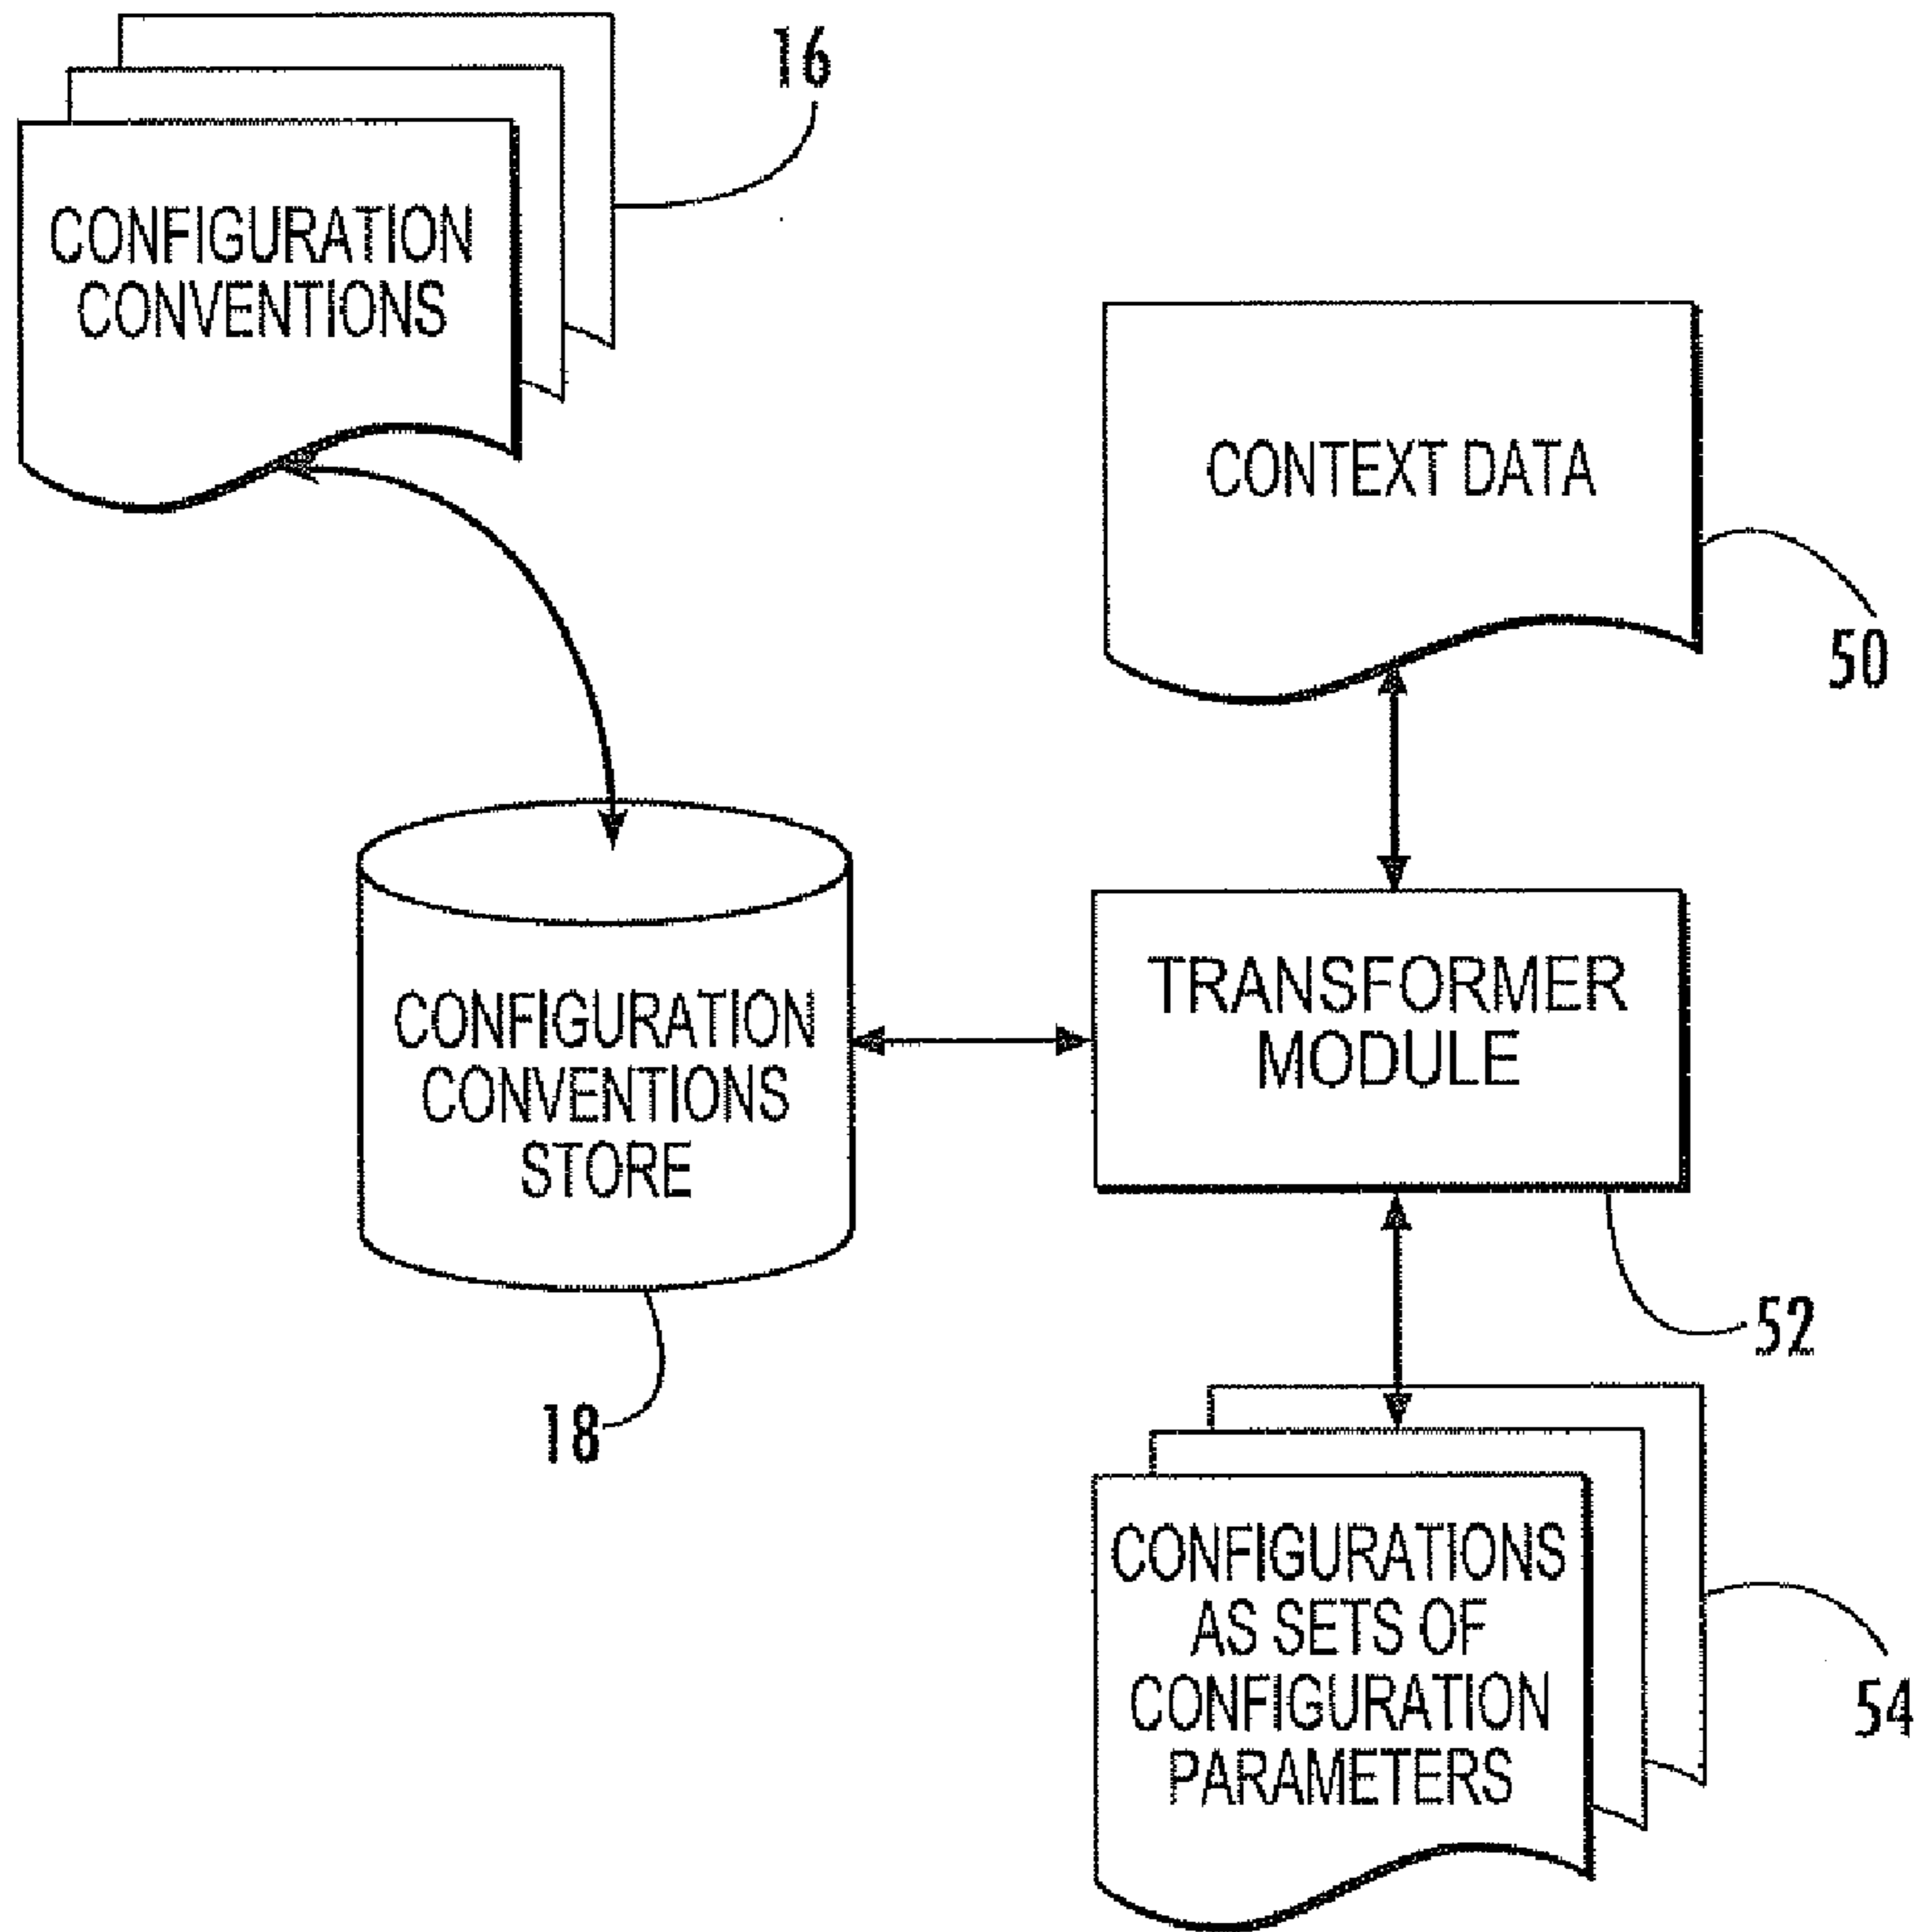 16
CONFIGURATION
CONVENTIONS
CONTEXT DATA
50
CONFIGURATION
CONVENTIONS
STORE
18
TRANSFORMER
MODULE
52
CONFIGURATIONS
AS SETS OF
CONFIGURATION
PARAMETERS
54